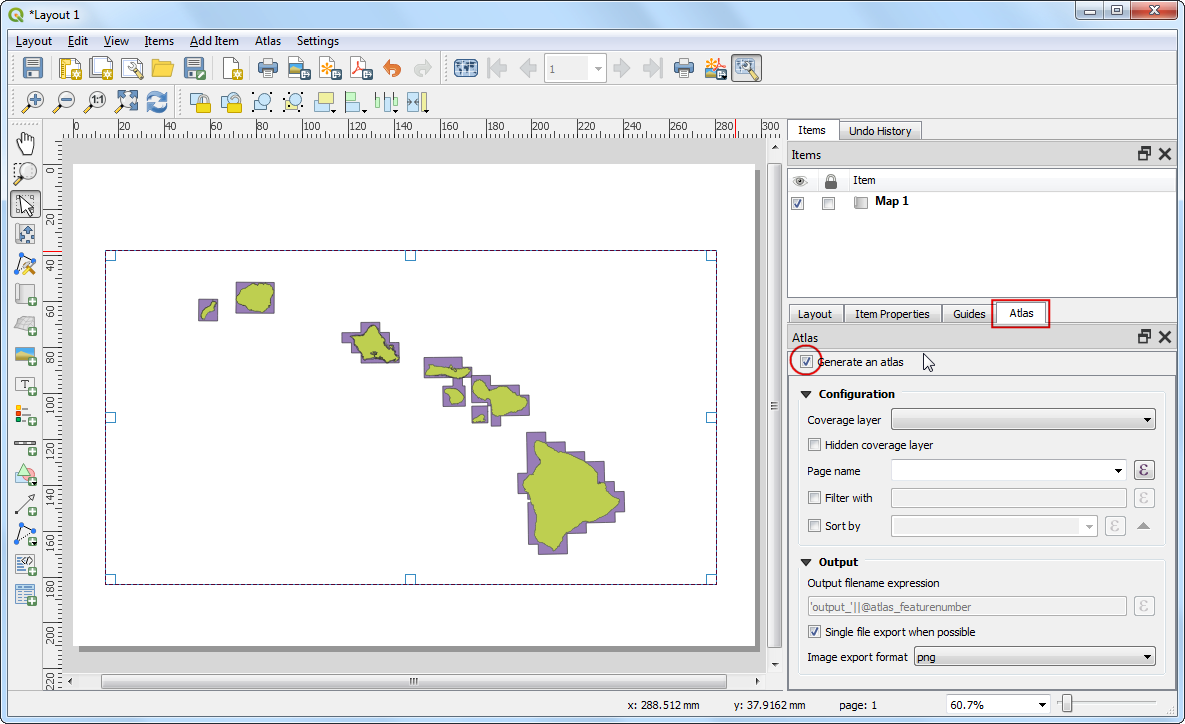 *Layout 1
Layout Edit View Items Add Item Atlas Settings
1:1
1
0 20 40 60 80 100 120 140 160 180 200 220 240 260 280 300
0
20
40
60
80
100
120
140
160
180
200
220
T
Items Undo History
Items
Item
Map 1
Layout Item Properties Guides Atlas
Atlas
Generate an atlas
Configuration
Coverage layer
Hidden coverage layer
Page name ε
Filter with ε
Sort by ε
Output
Output filename expression
'output_'||@atlas_featurenumber ε
Single file export when possible
Image export format png
x: 288.512 mm y: 37.9162 mm page: 1 60.7%